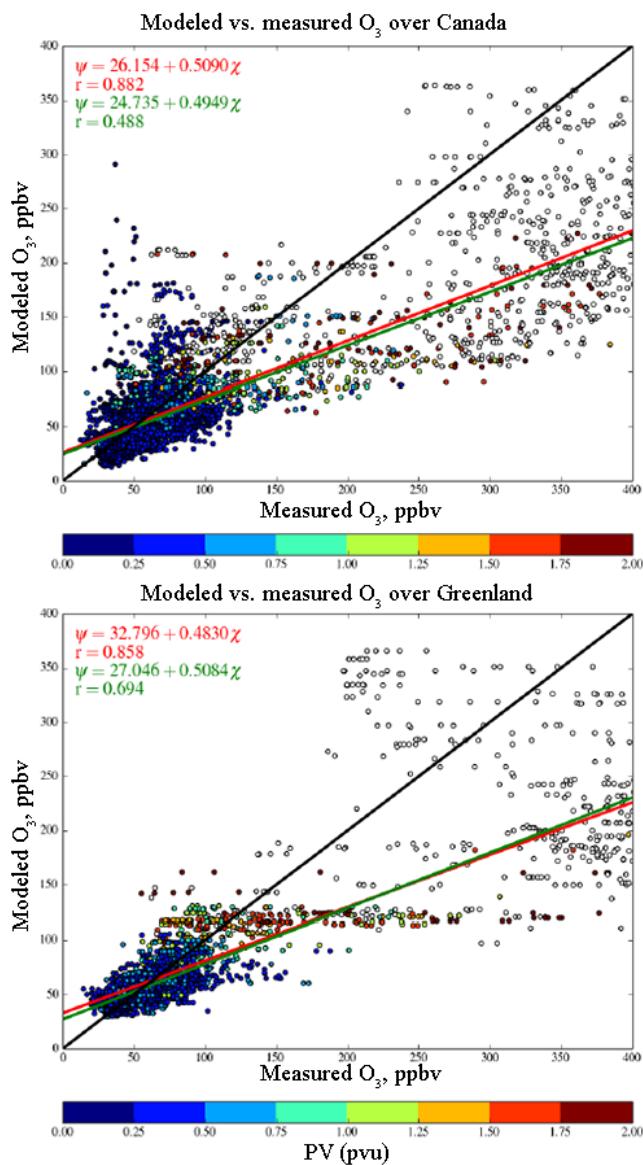 Modeled vs. measured O₃ over Canada
ψ = 26.154 + 0.5090χ
r = 0.882
ψ = 24.735 + 0.4949χ
r = 0.488
Modeled O₃, ppbv
400
350
300
250
200
150
100
50
0
0 50 100 150 200 250 300 350 400
Measured O₃, ppbv
0.00 0.25 0.50 0.75 1.00 1.25 1.50 1.75 2.00
Modeled vs. measured O₃ over Greenland
ψ = 32.796 + 0.4830χ
r = 0.858
ψ = 27.046 + 0.5084χ
r = 0.694
Modeled O₃, ppbv
400
350
300
250
200
150
100
50
0
0 50 100 150 200 250 300 350 400
Measured O₃, ppbv
0.00 0.25 0.50 0.75 1.00 1.25 1.50 1.75 2.00
PV (pvu)